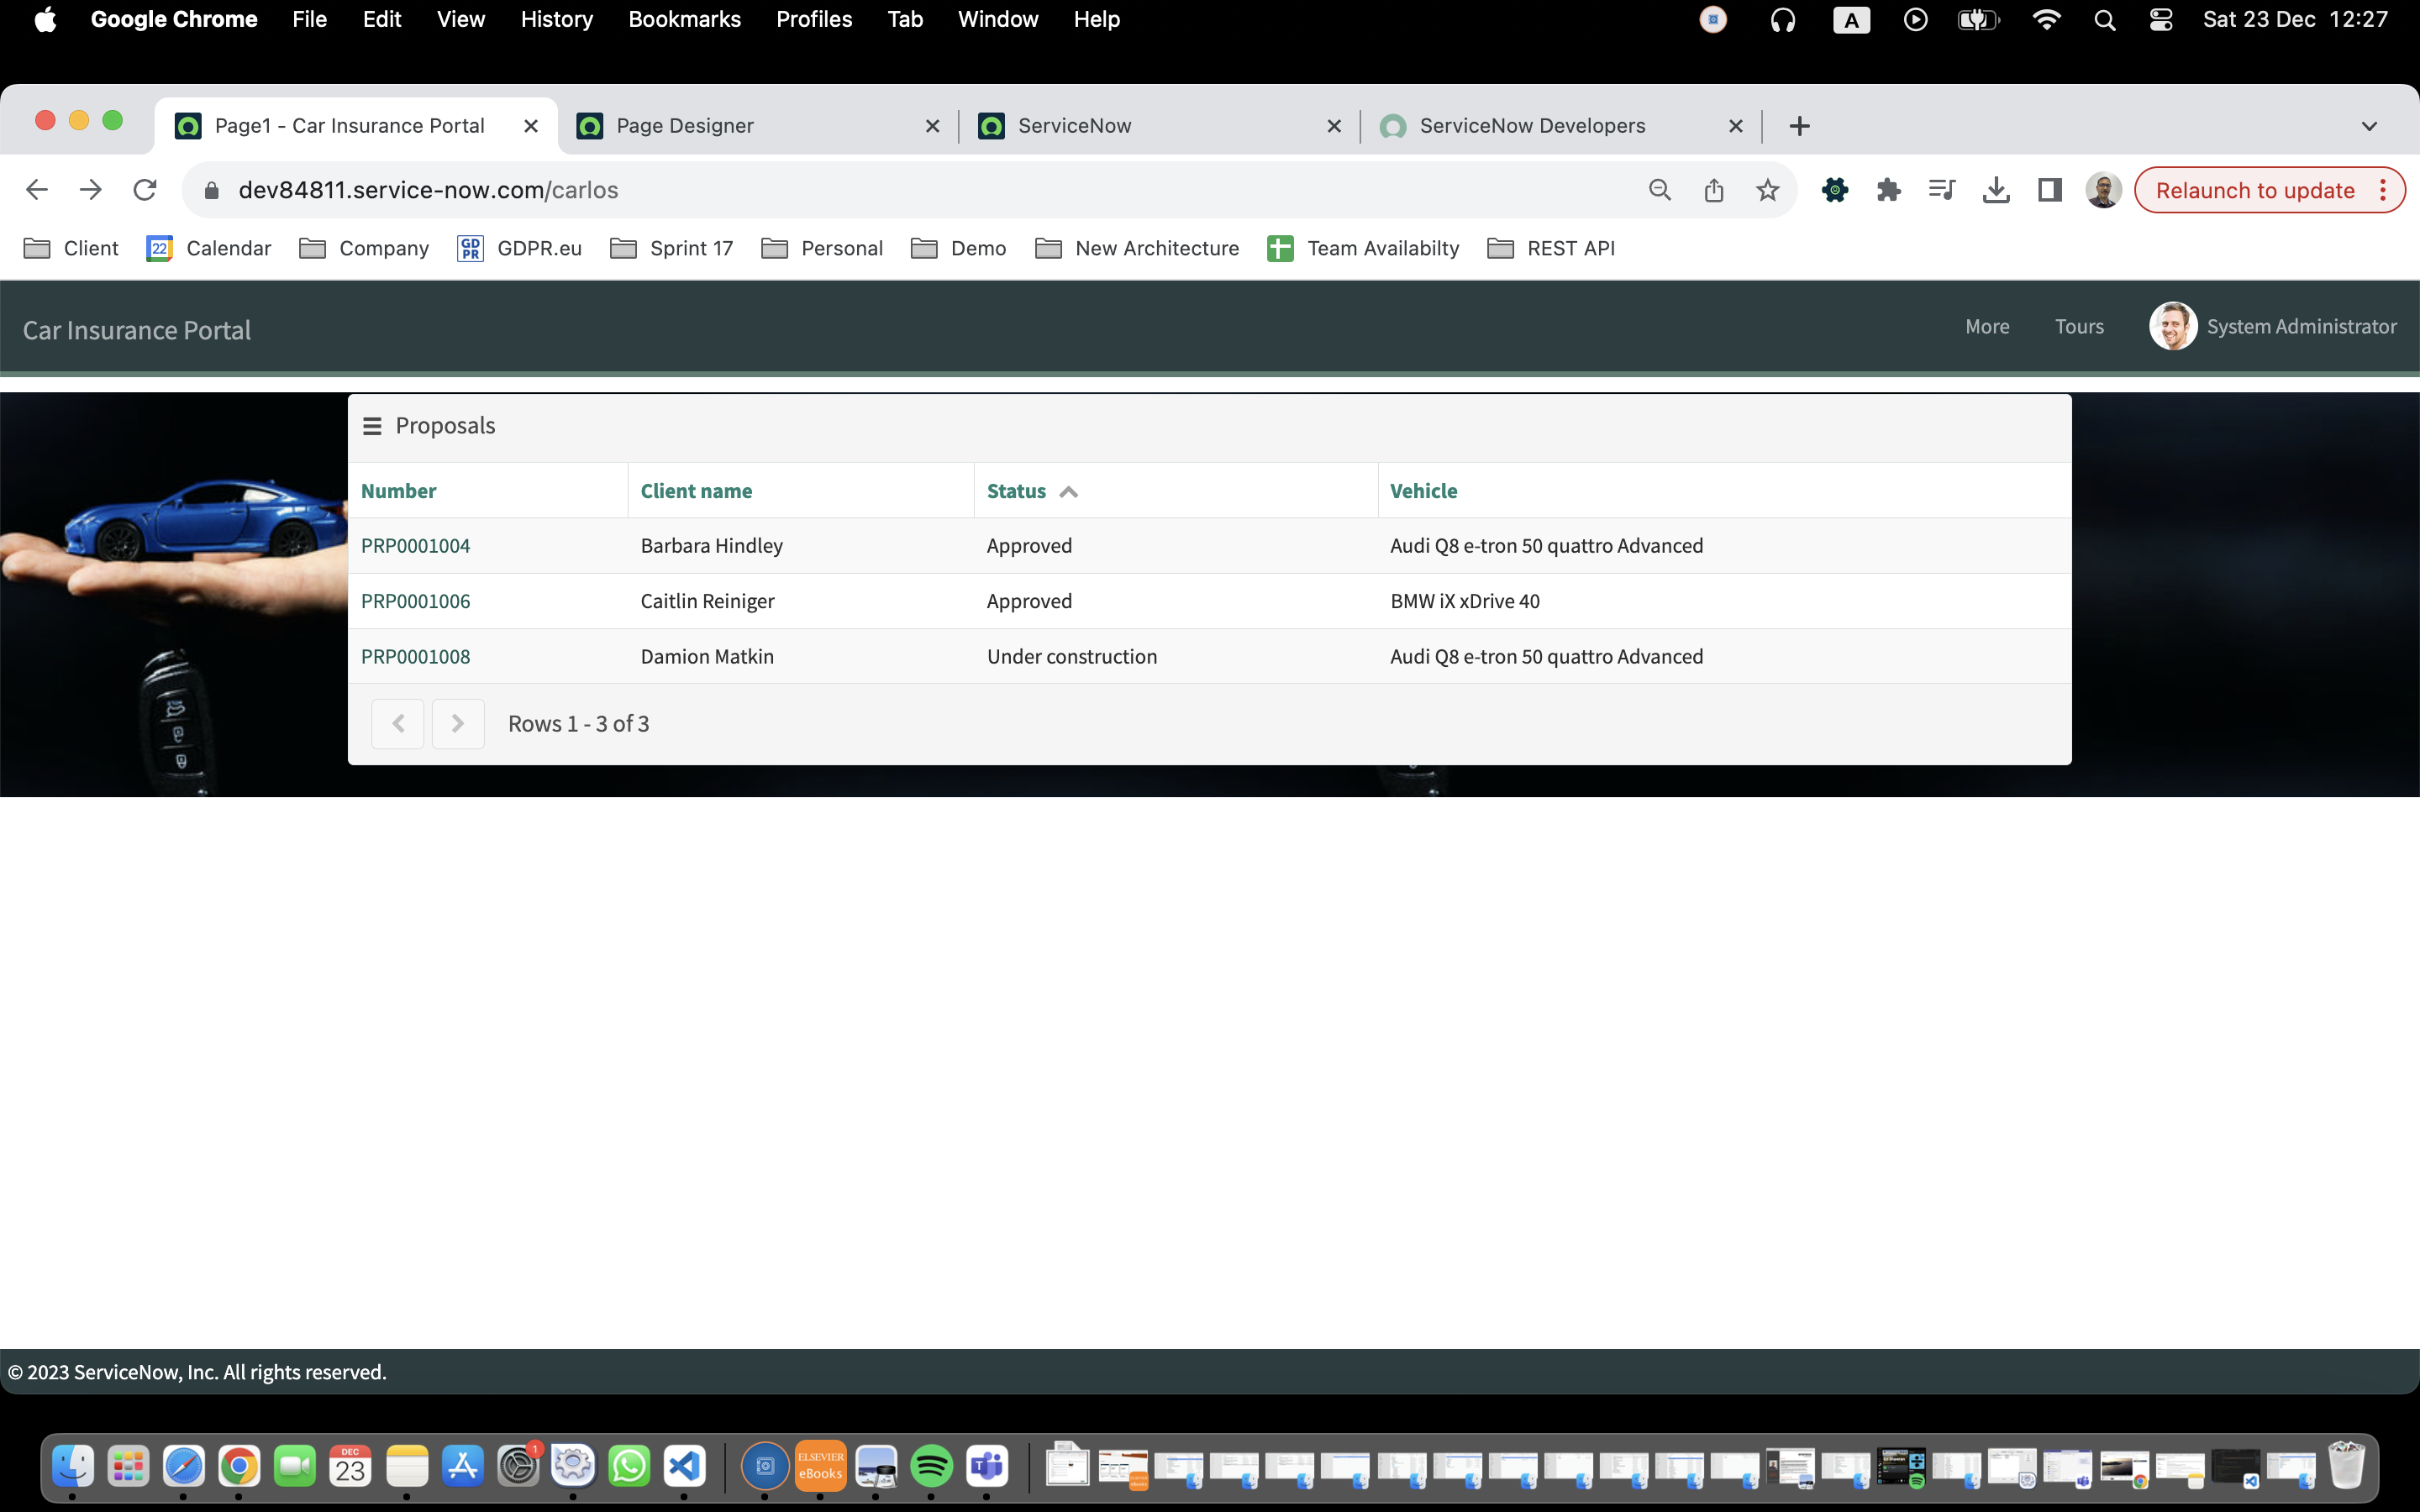 Google Chrome File Edit View History Bookmarks Profiles Tab Window Help A Sat 23 Dec 12:27
Page1 - Car Insurance Portal Page Designer ServiceNow ServiceNow Developers
dev84811.service-now.com/carlos Relaunch to update
Client 22 Calendar Company GDPR GDPR.eu Sprint 17 Personal Demo New Architecture Team Availabilty REST API
Car Insurance Portal More Tours System Administrator
Proposals
Number Client name Status Vehicle
PRP0001004 Barbara Hindley Approved Audi Q8 e-tron 50 quattro Advanced
PRP0001006 Caitlin Reiniger Approved BMW iX xDrive 40
PRP0001008 Damion Matkin Under construction Audi Q8 e-tron 50 quattro Advanced
Rows 1 - 3 of 3
© 2023 ServiceNow, Inc. All rights reserved.
DEC
23
1
ELSEVIER
eBooks